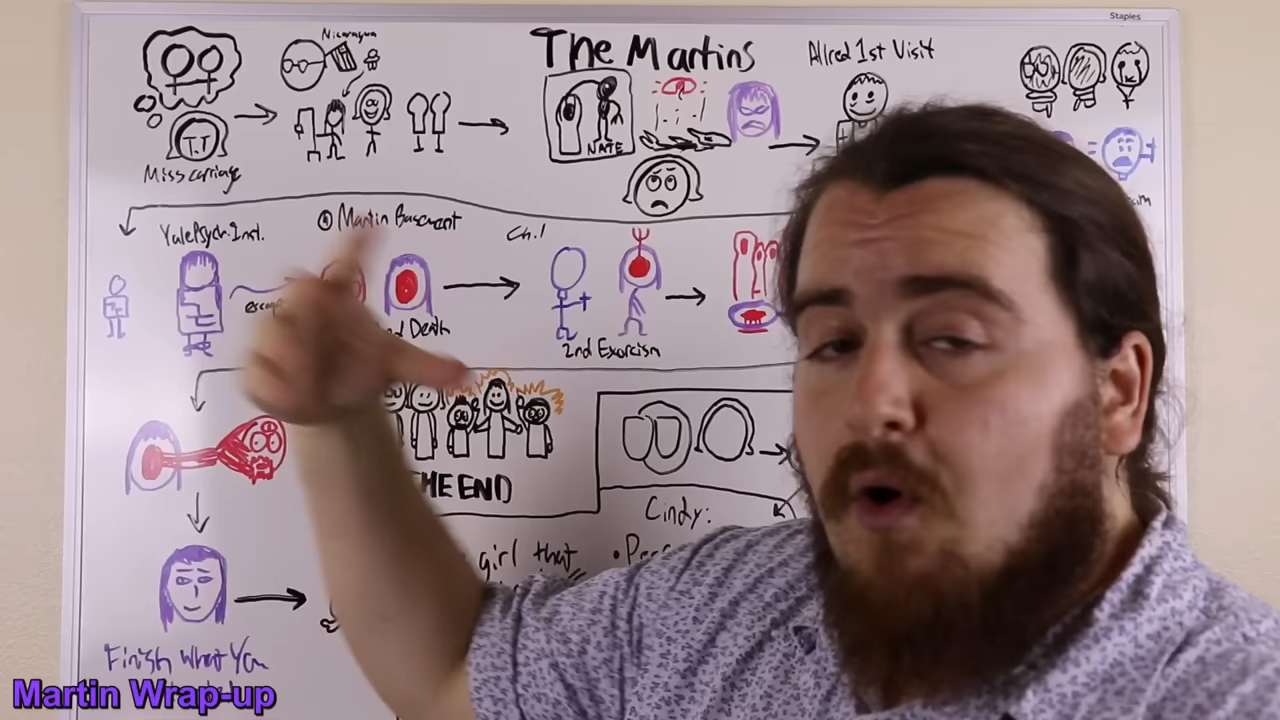 Staples
The Martins
Nicaragua
Allred 1st Visit
T.T
NATE
Miss carriage
Yale Psych. Inst.
① Martin Basement
Ch.1
Death
2nd Exorcism
THE END
Cindy:
girl that
Finish What You
Martin Wrap-up